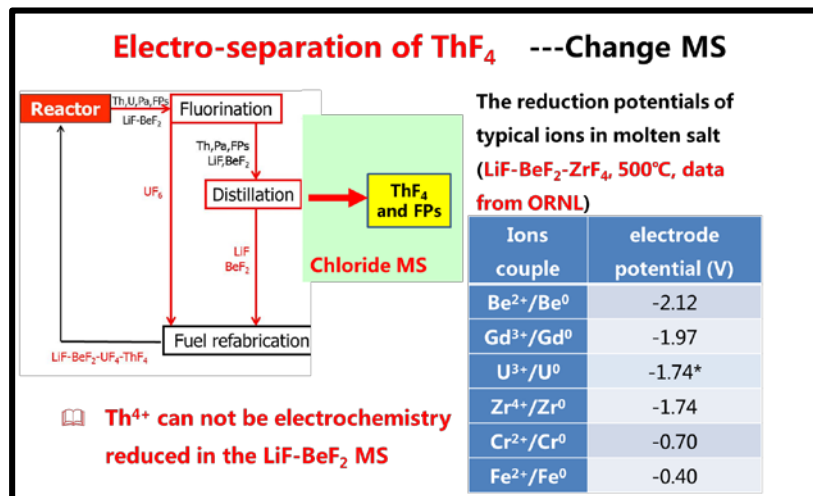 Electro-separation of ThF₄ ---Change MS
Reactor
Th,U,Pa,FPs
LiF-BeF₂
Fluorination
Th,Pa,FPs
LiF,BeF₂
UF₆
Distillation
ThF₄
and FPs
LiF
BeF₂
Chloride MS
Fuel refabrication
LiF-BeF₂-UF₄-ThF₄
Th⁴⁺ can not be electrochemistry
reduced in the LiF-BeF₂ MS
The reduction potentials of
typical ions in molten salt
(LiF-BeF₂-ZrF₄, 500℃, data
from ORNL)
Ions couple electrode potential (V)
Be²⁺/Be⁰ -2.12
Gd³⁺/Gd⁰ -1.97
U³⁺/U⁰ -1.74*
Zr⁴⁺/Zr⁰ -1.74
Cr²⁺/Cr⁰ -0.70
Fe²⁺/Fe⁰ -0.40